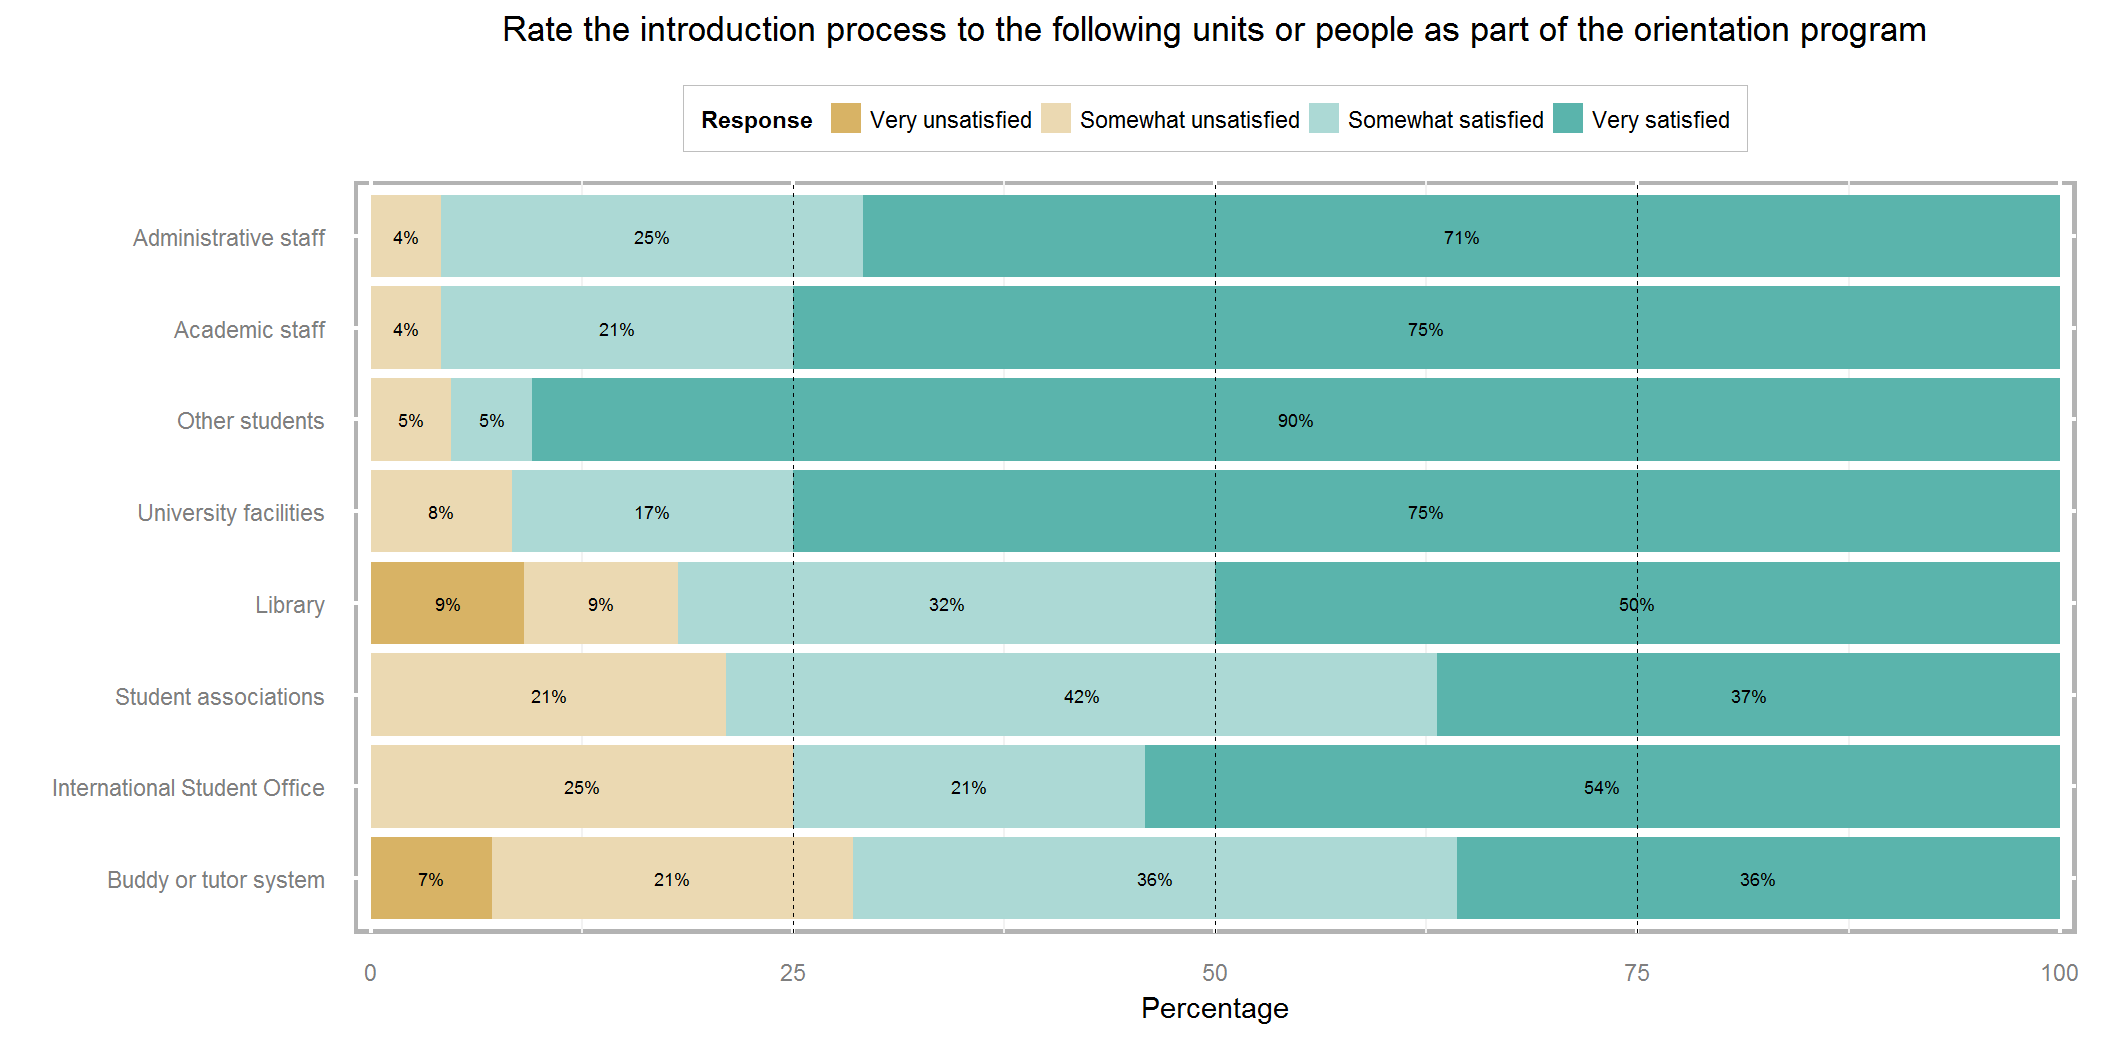 Rate the introduction process to the following units or people as part of the orientation program
Response Very unsatisfied Somewhat unsatisfied Somewhat satisfied Very satisfied
Administrative staff 4% 25% 71%
Academic staff 4% 21% 75%
Other students 5% 5% 90%
University facilities 8% 17% 75%
Library 9% 9% 32% 50%
Student associations 21% 42% 37%
International Student Office 25% 21% 54%
Buddy or tutor system 7% 21% 36% 36%
0 25 50 75 100
Percentage